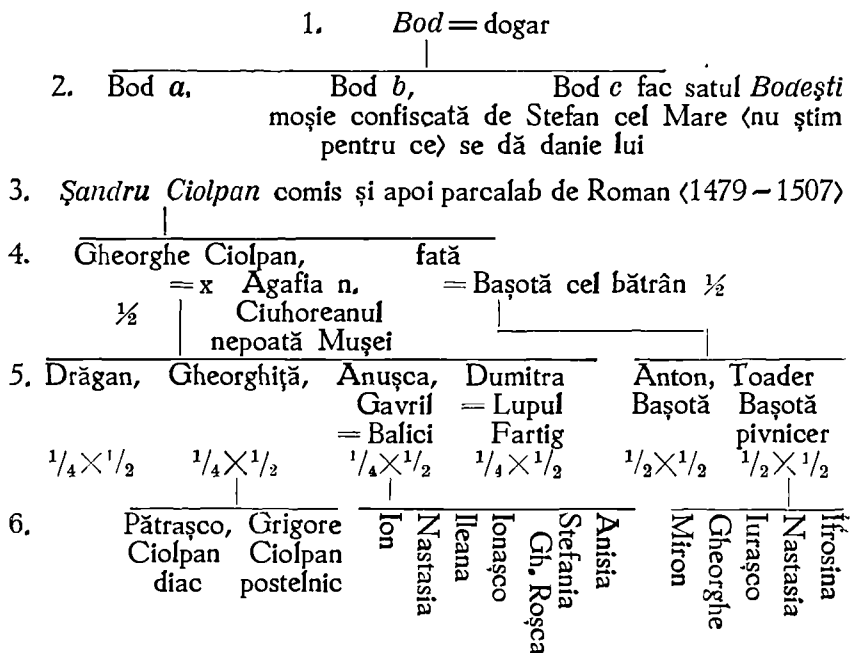 1. Bod = dogar
2. Bod a, Bod b, Bod c fac satul Bodeşti
moșie confiscată de Stefan cel Mare ⟨nu știm
pentru ce⟩ se dă danie lui
3. Şandru Ciolpan comis și apoi parcalab de Roman ⟨1479–1507⟩
4. Gheorghe Ciolpan, fată
= x Agafia n. = Bașotă cel bătrân ½
½ Ciuhoreanul
nepoată Mușei
5. Drăgan, Gheorghiță, Anușca, Dumitra Anton, Toader
Gavril = Lupul Bașotă Bașotă
= Balici Fartig pivnicer
1/4×1/2 1/4×1/2 1/4×1/2 1/4×1/2 1/2×1/2 1/2×1/2
6. Pătrașco, Grigore Ion Nastasia Ileana Ionașco Gh. Roșca Stefania Anisia Miron Gheorghe Iurașco Nastasia Ifrosina
Ciolpan Ciolpan
diac postelnic